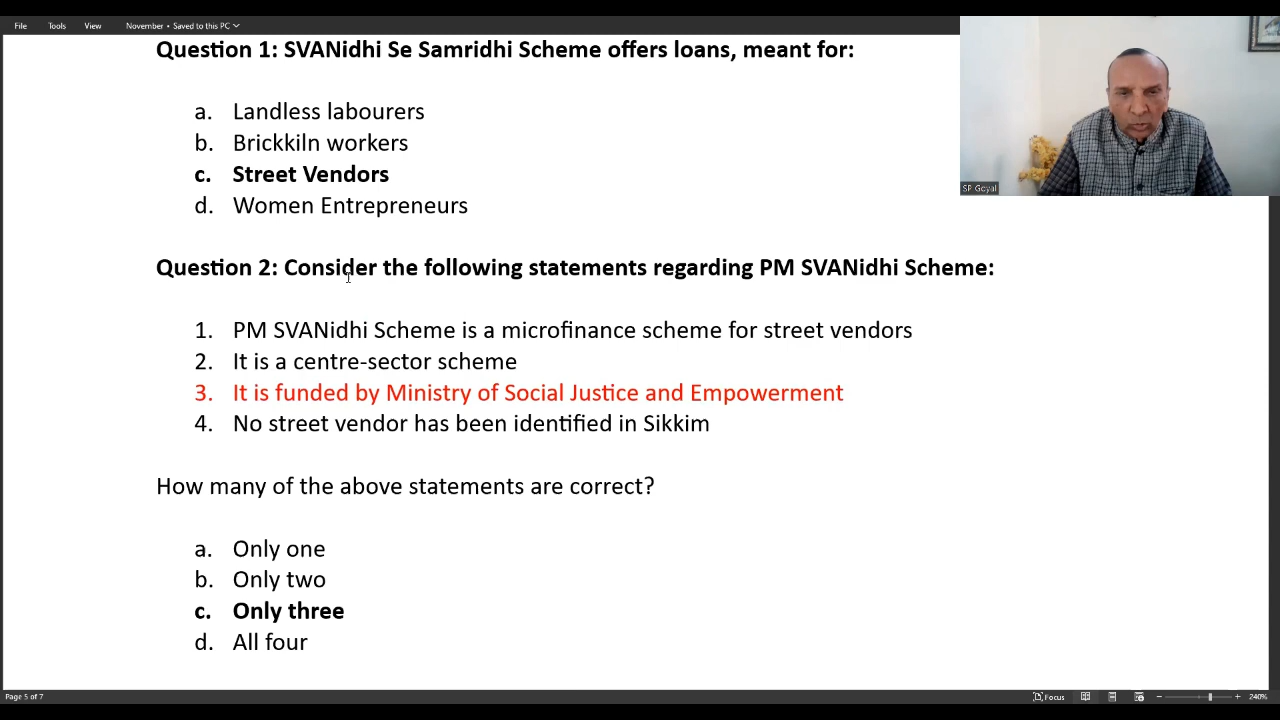 File Tools View November • Saved to this PC
Question 1: SVANidhi Se Samridhi Scheme offers loans, meant for:
a. Landless labourers
b. Brickkiln workers
c. Street Vendors
d. Women Entrepreneurs
SP Goyal
Question 2: Consider the following statements regarding PM SVANidhi Scheme:
1. PM SVANidhi Scheme is a microfinance scheme for street vendors
2. It is a centre-sector scheme
3. It is funded by Ministry of Social Justice and Empowerment
4. No street vendor has been identified in Sikkim
How many of the above statements are correct?
a. Only one
b. Only two
c. Only three
d. All four
Page 5 of 7 Focus 240%